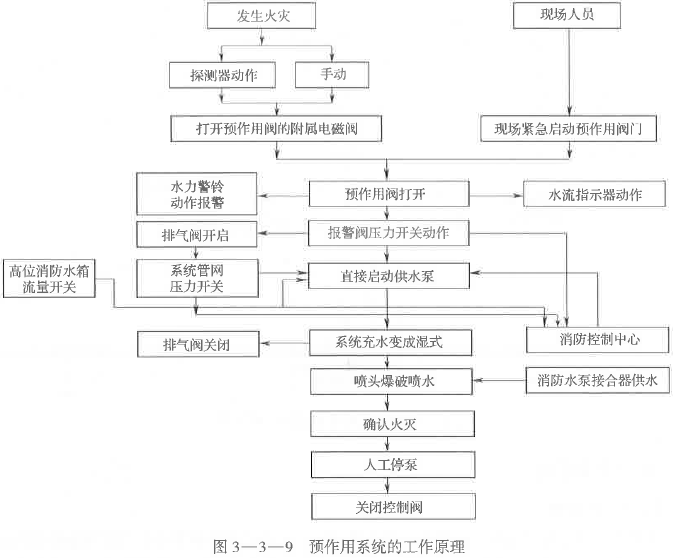 发生火灾
现场人员
探测器动作
手动
打开预作用阀的附属电磁阀
现场紧急启动预作用阀门
水力警铃
动作报警
预作用阀打开
水流指示器动作
排气阀开启
报警阀压力开关动作
高位消防水箱
流量开关
系统管网
压力开关
直接启动供水泵
排气阀关闭
系统充水变成湿式
消防控制中心
喷头爆破喷水
消防水泵接合器供水
确认火灭
人工停泵
关闭控制阀
图 3—3—9 预作用系统的工作原理